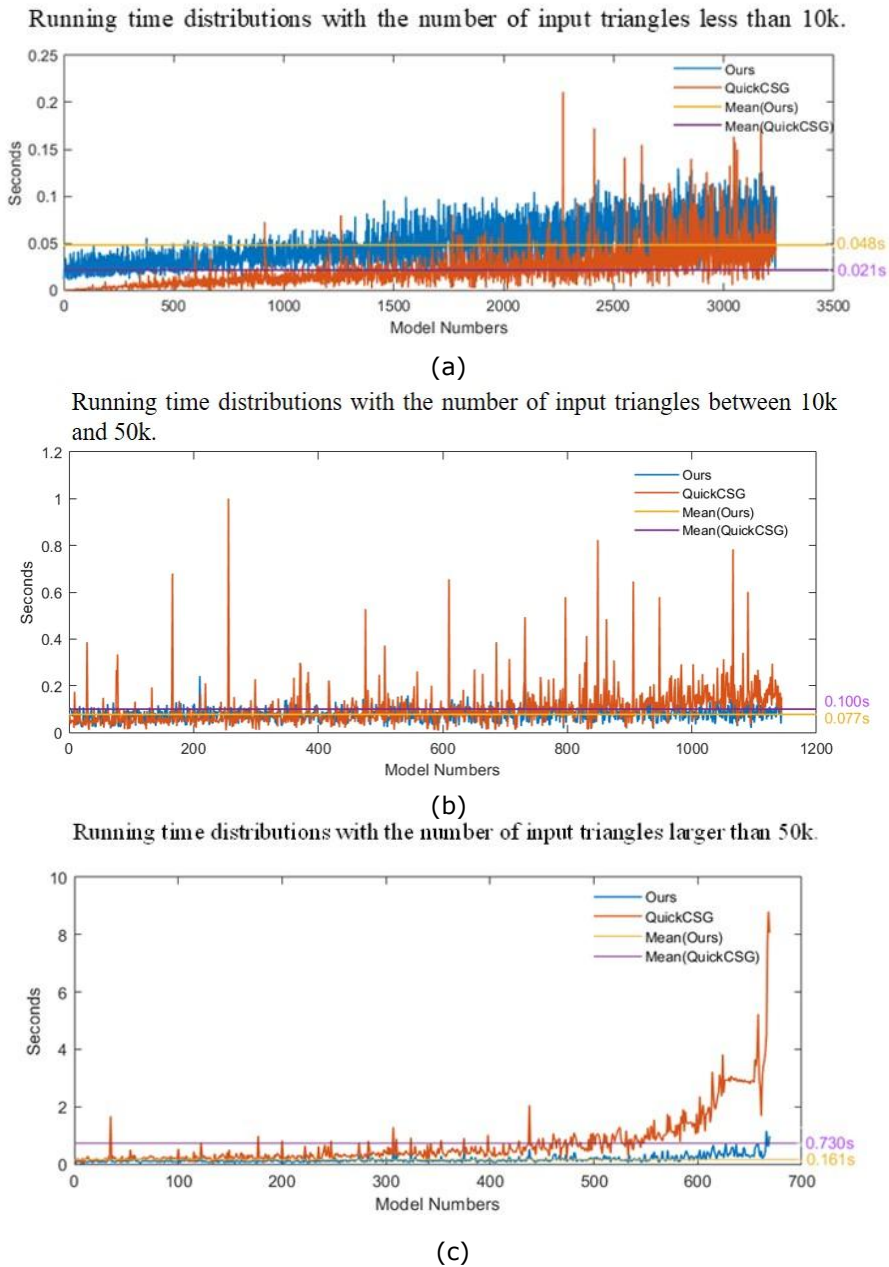 Running time distributions with the number of input triangles less than 10k.
0.25
0.2
0.15
0.1
0.05
0
Seconds
Ours
QuickCSG
Mean(Ours)
Mean(QuickCSG)
0.048s
0.021s
0 500 1000 1500 2000 2500 3000 3500
Model Numbers
(a)
Running time distributions with the number of input triangles between 10k
and 50k.
1.2
1
0.8
0.6
0.4
0.2
0
Seconds
Ours
QuickCSG
Mean(Ours)
Mean(QuickCSG)
0.100s
0.077s
0 200 400 600 800 1000 1200
Model Numbers
(b)
Running time distributions with the number of input triangles larger than 50k.
10
8
6
4
2
0
Seconds
Ours
QuickCSG
Mean(Ours)
Mean(QuickCSG)
0.730s
0.161s
0 100 200 300 400 500 600 700
Model Numbers
(c)